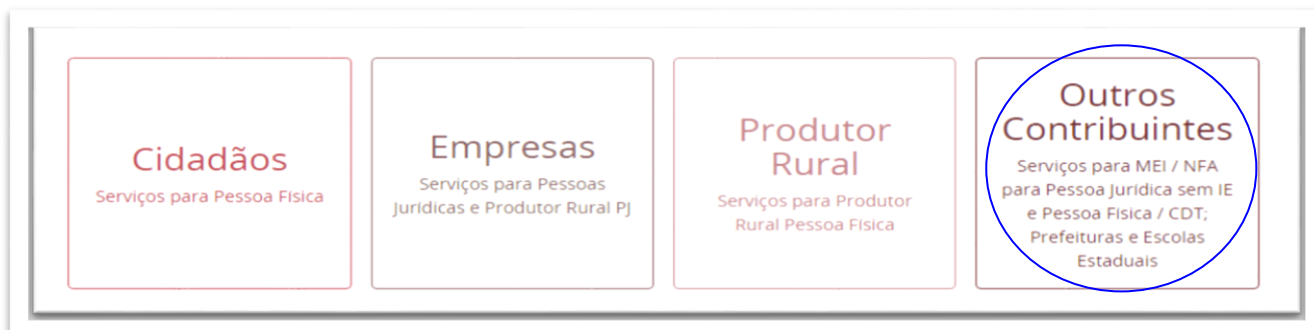 Cidadãos
Serviços para Pessoa Física
Empresas
Serviços para Pessoas
Jurídicas e Produtor Rural PJ
Produtor
Rural
Serviços para Produtor
Rural Pessoa Física
Outros
Contribuintes
Serviços para MEI / NFA
para Pessoa Jurídica sem IE
e Pessoa Física / CDT;
Prefeituras e Escolas
Estaduais